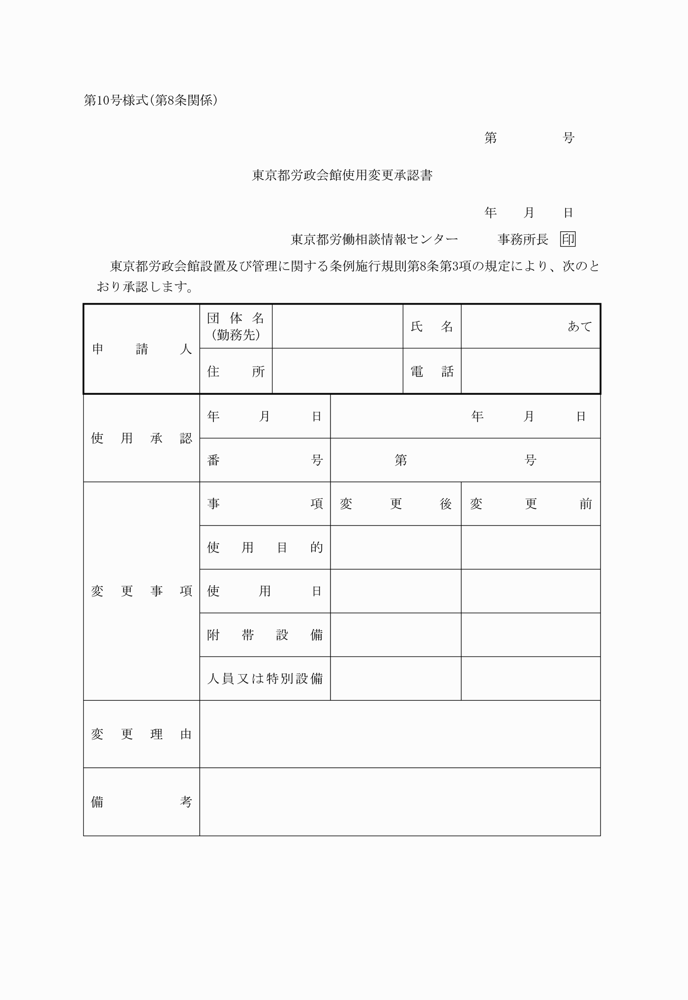 第10号様式(第8条関係)
第　　　　　号
東京都労政会館使用変更承認書
年　　月　　日
東京都労働相談情報センター　　　事務所長　印
東京都労政会館設置及び管理に関する条例施行規則第8条第3項の規定により、次のと
おり承認します。
申請人
団体名
(勤務先)
氏名
あて
住所
電話
使用承認
年月日
年　　　月　　　日
番号
第　　　　　　　　　号
変更事項
事項
変更後
変更前
使用目的
使用日
附帯設備
人員又は特別設備
変更理由
備考